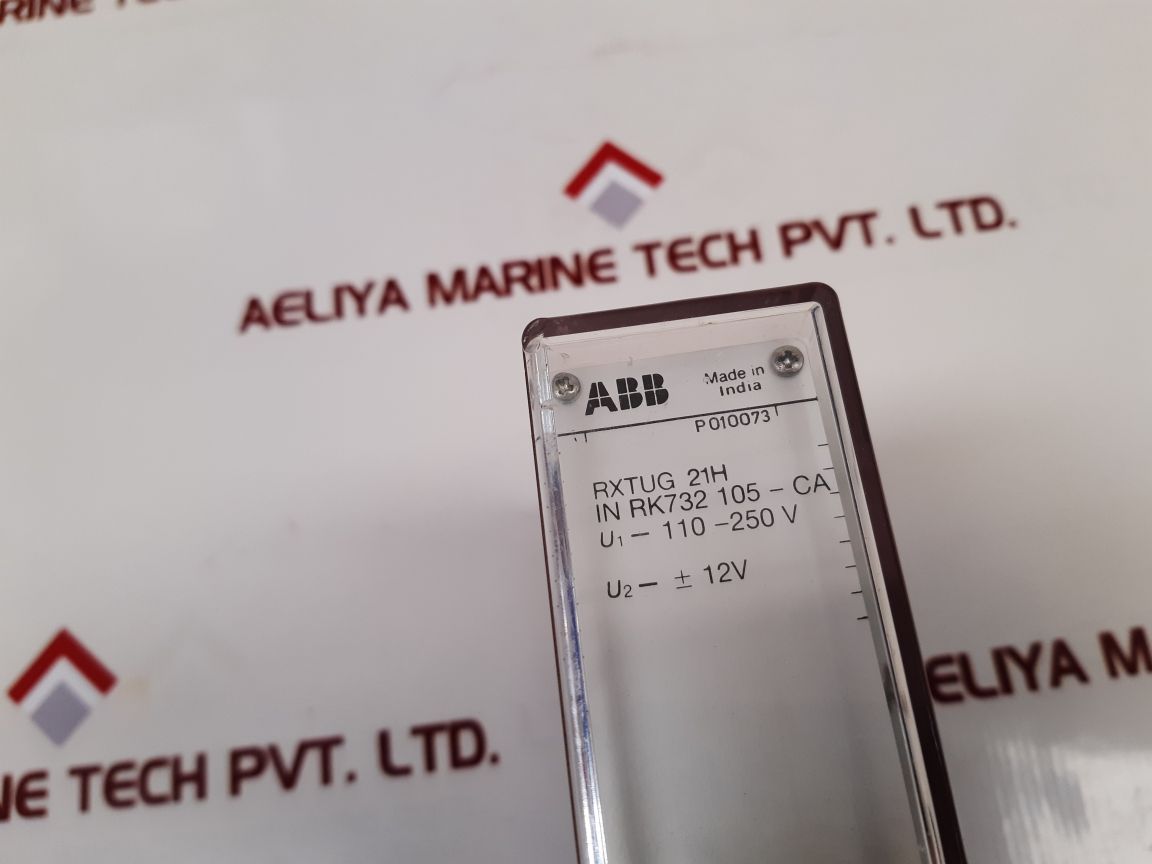 RINE
AELIYA MARINE TECH PVT. LTD.
ABB
Made in
India
P010073
RXTUG 21H
IN RK732 105 - CA
U1 - 110 -250 V
U2 - ± 12V
ELIYA M
NE TECH PVT. LTD.